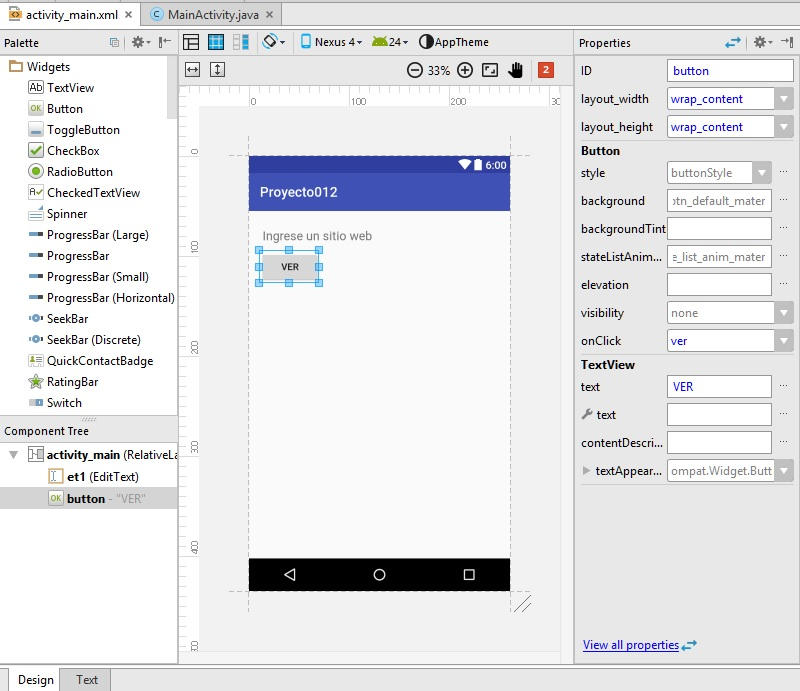 activity_main.xml × MainActivity.java ×
Palette
Nexus 4 24 AppTheme
Properties
33% 2
Widgets
TextView
Button
ToggleButton
CheckBox
RadioButton
CheckedTextView
Spinner
ProgressBar (Large)
ProgressBar
ProgressBar (Small)
ProgressBar (Horizontal)
SeekBar
SeekBar (Discrete)
QuickContactBadge
RatingBar
Switch
Component Tree
activity_main (RelativeLa
et1 (EditText)
button - "VER"
0 100 200
0
100
200
300
400
6:00
Proyecto012
Ingrese un sitio web
VER
ID button
layout_width wrap_content
layout_height wrap_content
Button
style buttonStyle ...
background :tn_default_mater ...
backgroundTint ...
stateListAnim... e_list_anim_mater ...
elevation ...
visibility none
onClick ver
TextView
text VER ...
text ...
contentDescri... ...
textAppear... ompat.Widget.Butt ...
View all properties
Design Text